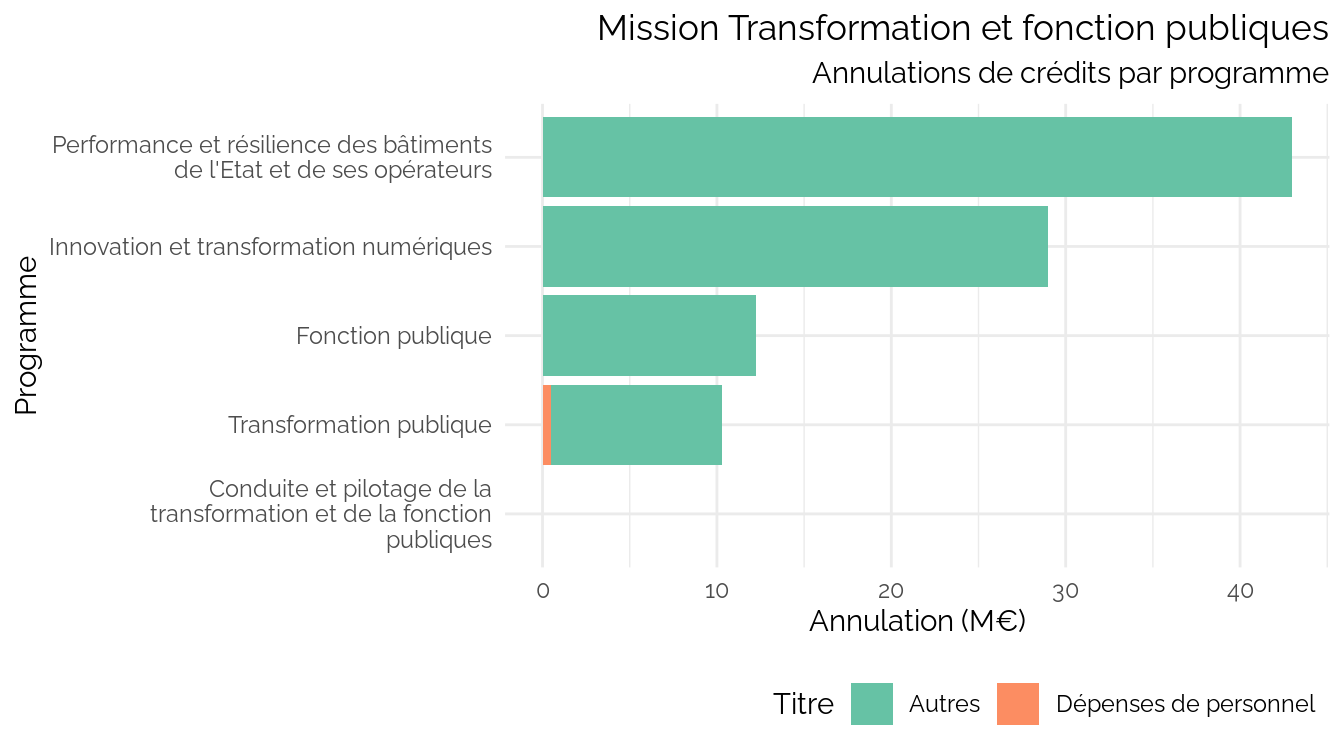 Mission Transformation et fonction publiques
Annulations de crédits par programme
Programme
Performance et résilience des bâtiments
de l'Etat et de ses opérateurs
Innovation et transformation numériques
Fonction publique
Transformation publique
Conduite et pilotage de la
transformation et de la fonction
publiques
0 10 20 30 40
Annulation (M€)
Titre Autres Dépenses de personnel